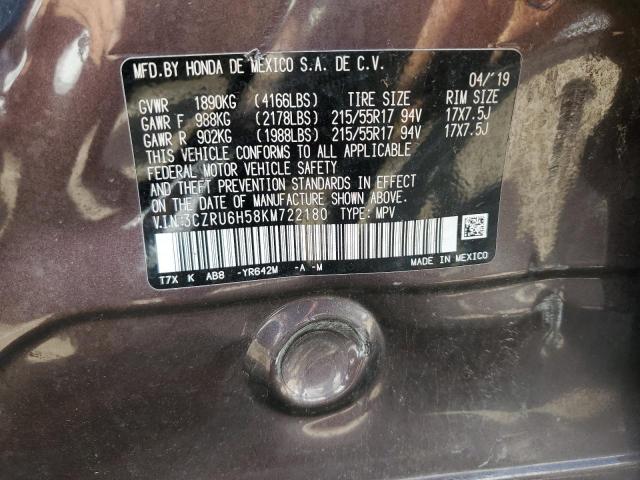 MFD.BY HONDA DE MEXICO S.A. DE C.V. 04/'19
GVWR 1890KG (4166LBS) TIRE SIZE RIM SIZE
GAWR F 988KG (2178LBS) 215/55R17 94V 17X7.5J
GAWR R 902KG (1988LBS) 215/55R17 94V 17X7.5J
THIS VEHICLE CONFORMS TO ALL APPLICABLE
FEDERAL MOTOR VEHICLE SAFETY
AND THEFT PREVENTION STANDARDS IN EFFECT
ON THE DATE OF MANUFACTURE SHOWN ABOVE.
V.I.N:3CZRU6H58KM722180 TYPE: MPV
T7X K AB8 -YR642M -A -M MADE IN MEXICO